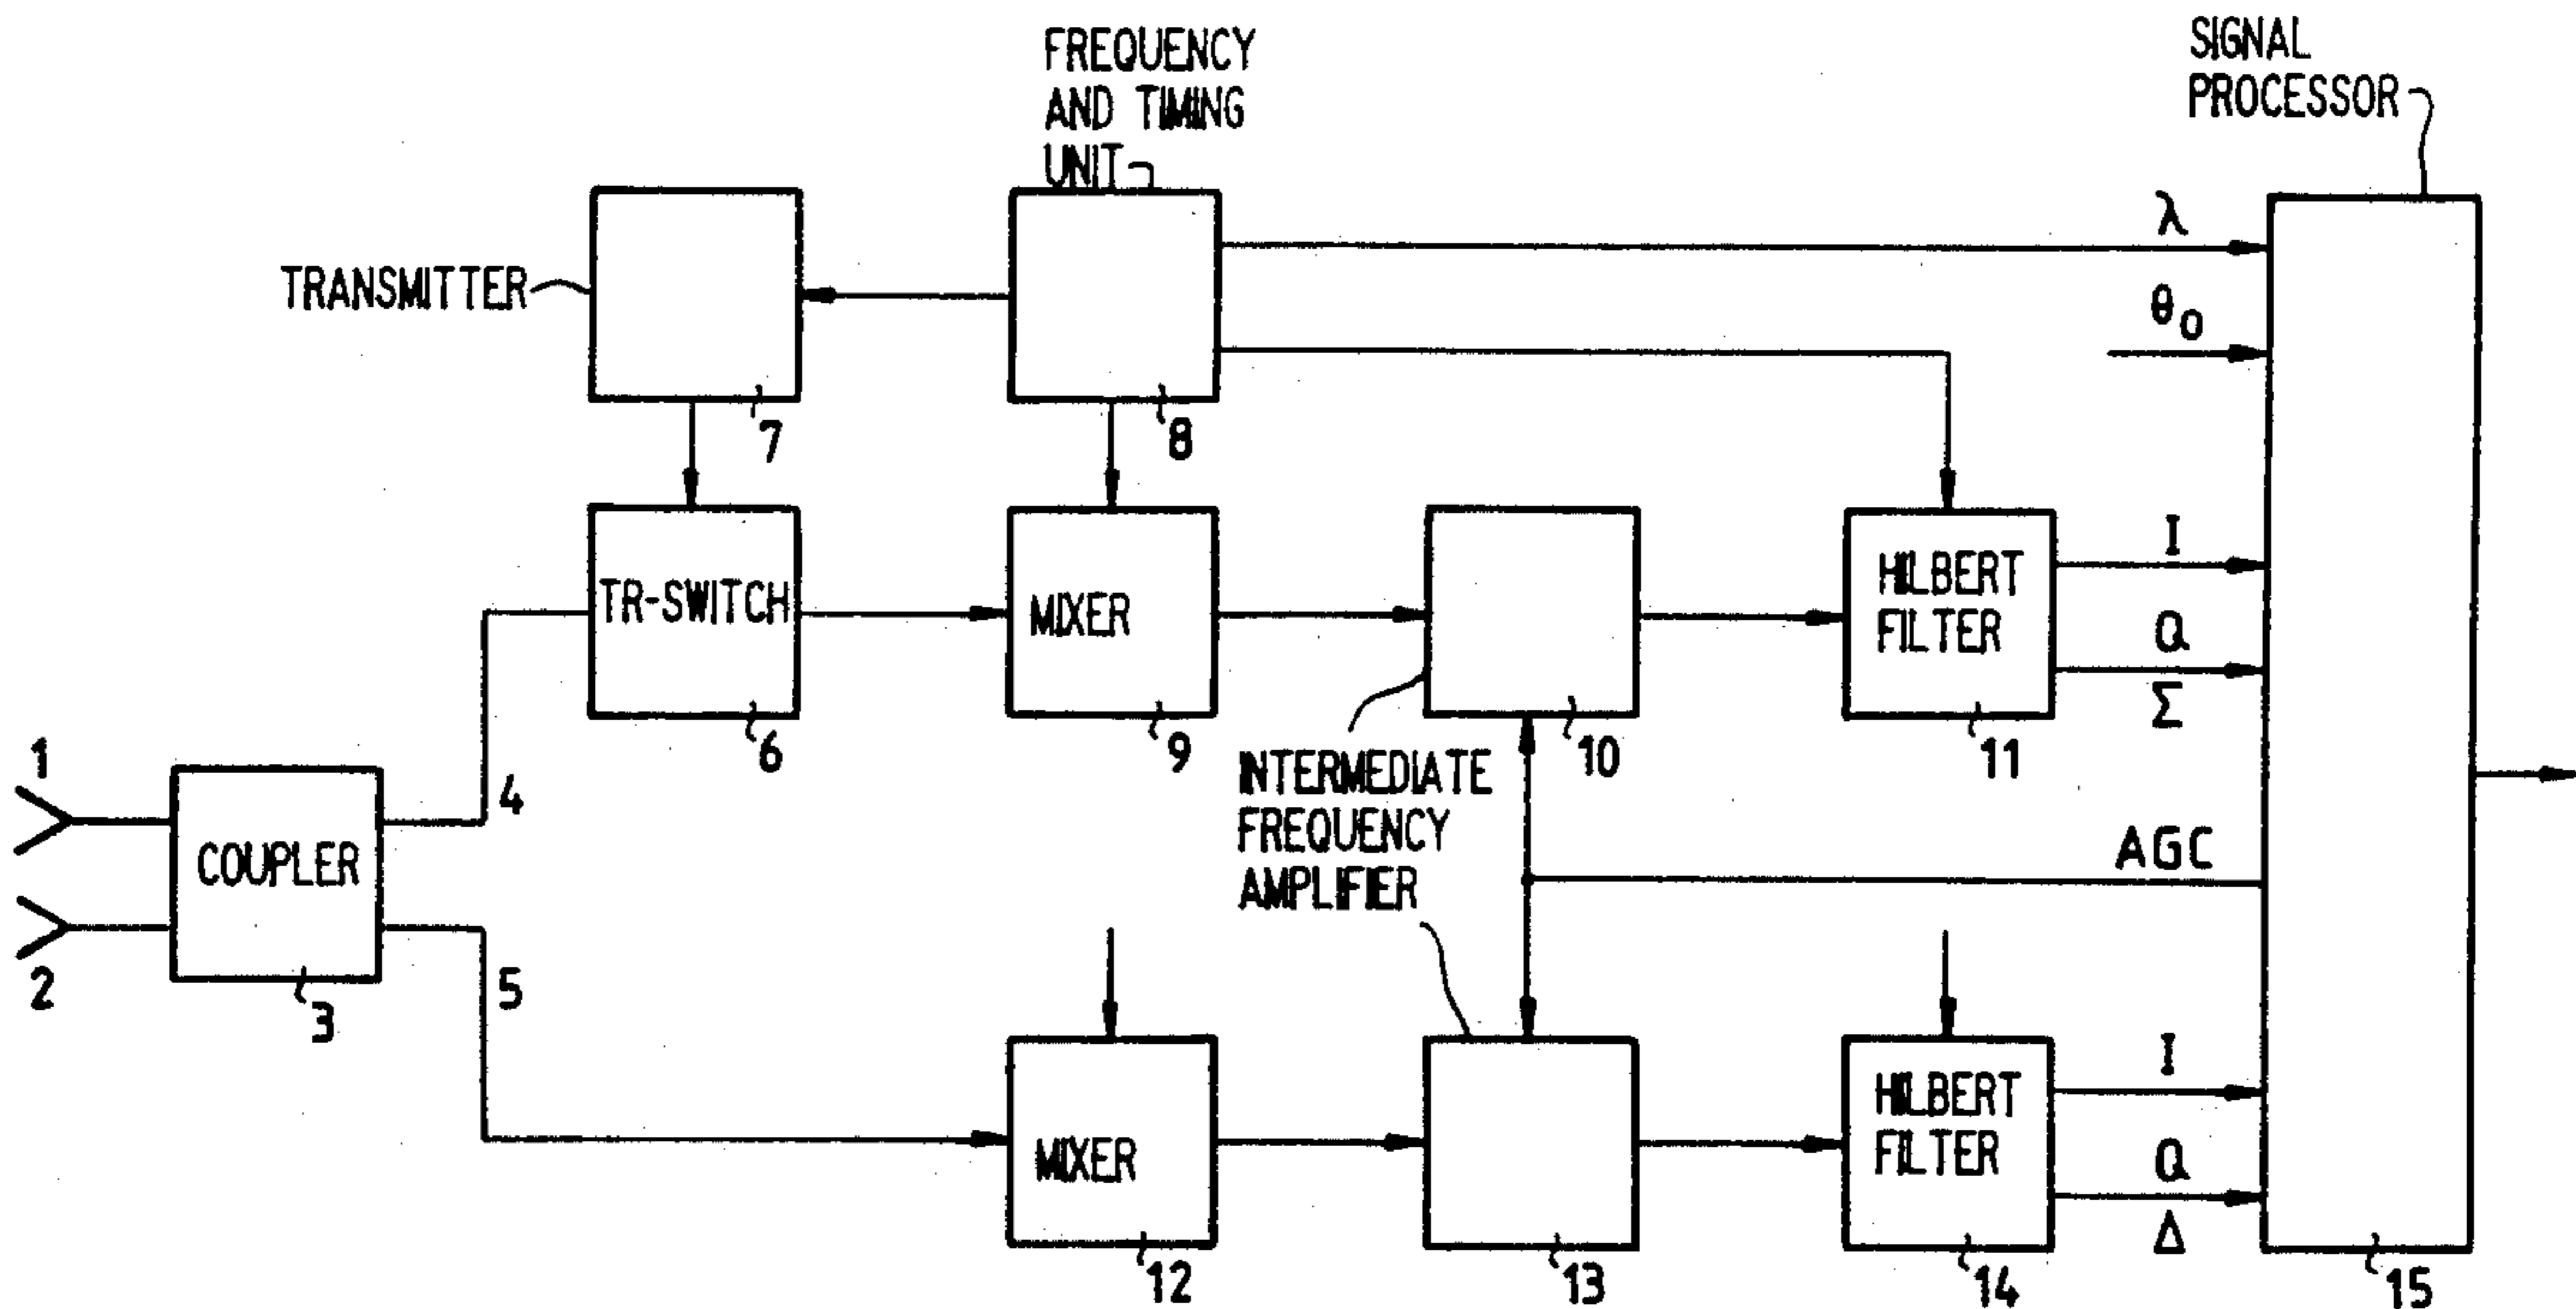 FREQUENCY
AND TIMING
UNIT
SIGNAL
PROCESSOR
TRANSMITTER
7
8
λ
θ₀
TR-SWITCH
6
MIXER
9
INTERMEDIATE
FREQUENCY
AMPLIFIER
10
HILBERT
FILTER
11
I
Q
Σ
1
2
COUPLER
3
4
5
AGC
MIXER
12
13
HILBERT
FILTER
14
I
Q
Δ
15